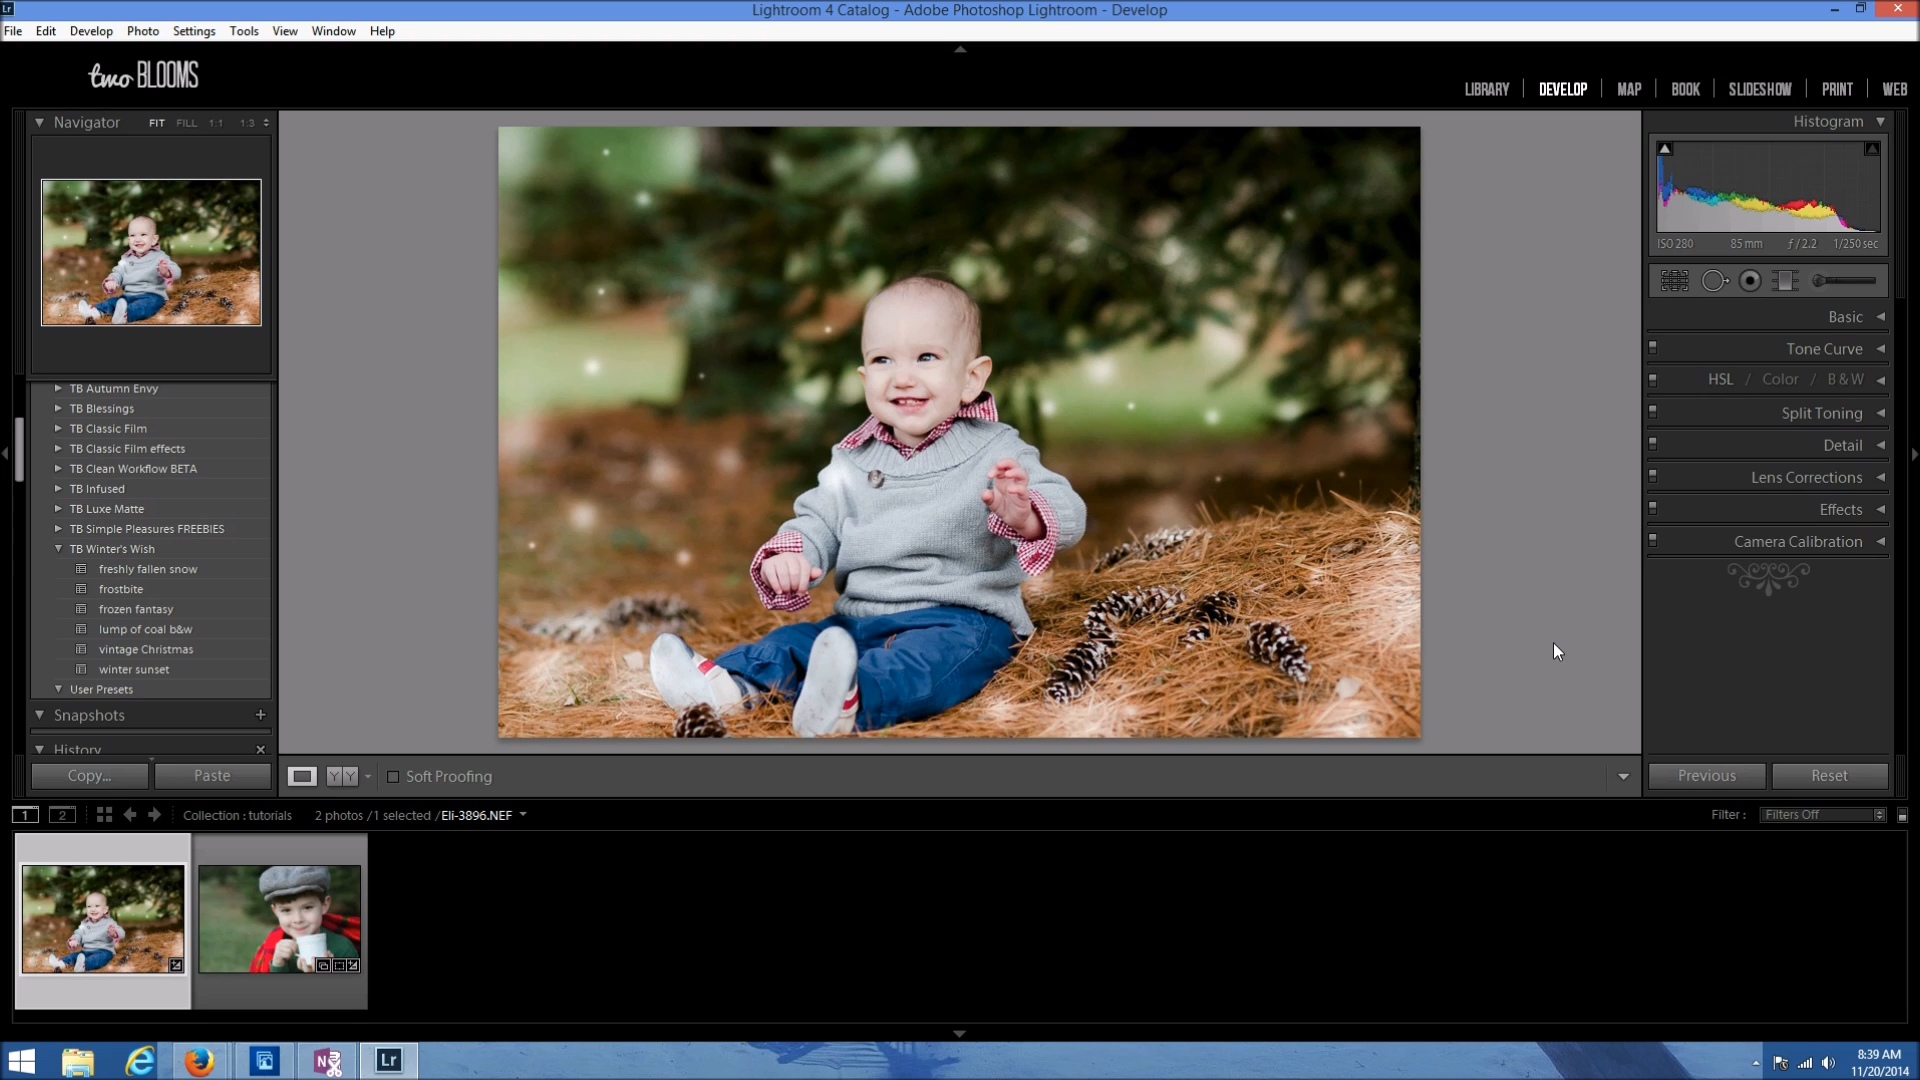 Lr
Lightroom 4 Catalog - Adobe Photoshop Lightroom - Develop
File Edit Develop Photo Settings Tools View Window Help
two BLOOMS
LIBRARY DEVELOP MAP BOOK SLIDESHOW PRINT WEB
Navigator FIT FILL 1:1 1:3
Histogram
ISO 280 85 mm ƒ / 2.2 1/250 sec
Basic
Tone Curve
HSL / Color / B & W
Split Toning
Detail
Lens Corrections
Effects
Camera Calibration
TB Autumn Envy
TB Blessings
TB Classic Film
TB Classic Film effects
TB Clean Workflow BETA
TB Infused
TB Luxe Matte
TB Simple Pleasures FREEBIES
TB Winter's Wish
freshly fallen snow
frostbite
frozen fantasy
lump of coal b&w
vintage Christmas
winter sunset
User Presets
Snapshots
History
Copy... Paste
YY Soft Proofing
Previous Reset
1 2 Collection : tutorials 2 photos /1 selected /Eli-3896.NEF
Filter : Filters Off
N Lr
8:39 AM
11/20/2014